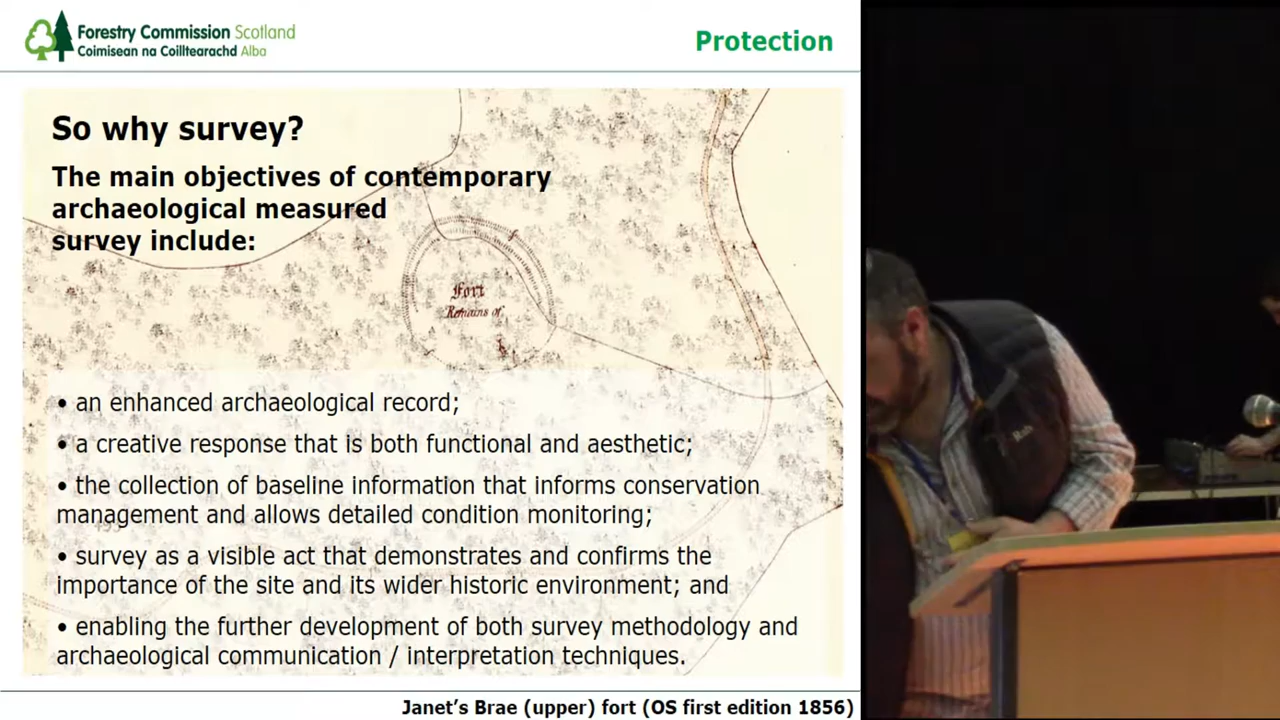 Forestry Commission Scotland
Coimisean na Coilltearachd Alba
Protection
So why survey?
The main objectives of contemporary
archaeological measured
survey include:
Fort
Remains of
• an enhanced archaeological record;
• a creative response that is both functional and aesthetic;
• the collection of baseline information that informs conservation
management and allows detailed condition monitoring;
• survey as a visible act that demonstrates and confirms the
importance of the site and its wider historic environment; and
• enabling the further development of both survey methodology and
archaeological communication / interpretation techniques.
Janet's Brae (upper) fort (OS first edition 1856)
Rab